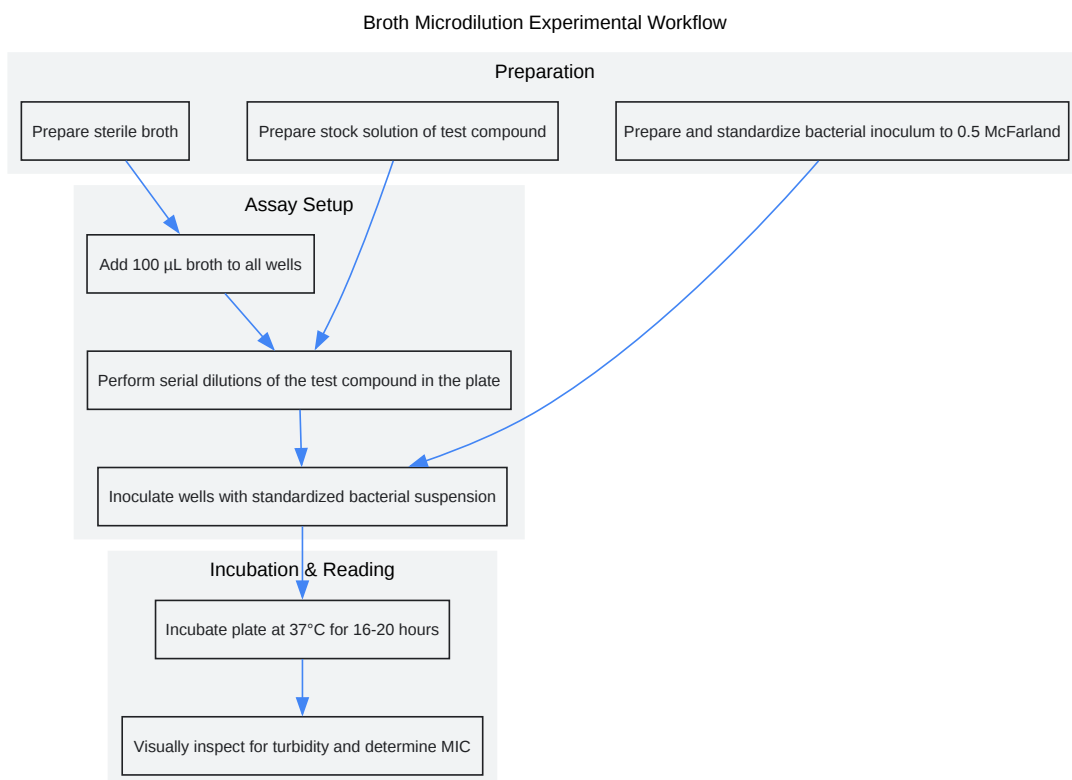 Broth Microdilution Experimental Workflow
Preparation
Prepare sterile broth
Prepare stock solution of test compound
Prepare and standardize bacterial inoculum to 0.5 McFarland
Assay Setup
Add 100 µL broth to all wells
Perform serial dilutions of the test compound in the plate
Inoculate wells with standardized bacterial suspension
Incubation & Reading
Incubate plate at 37°C for 16-20 hours
Visually inspect for turbidity and determine MIC